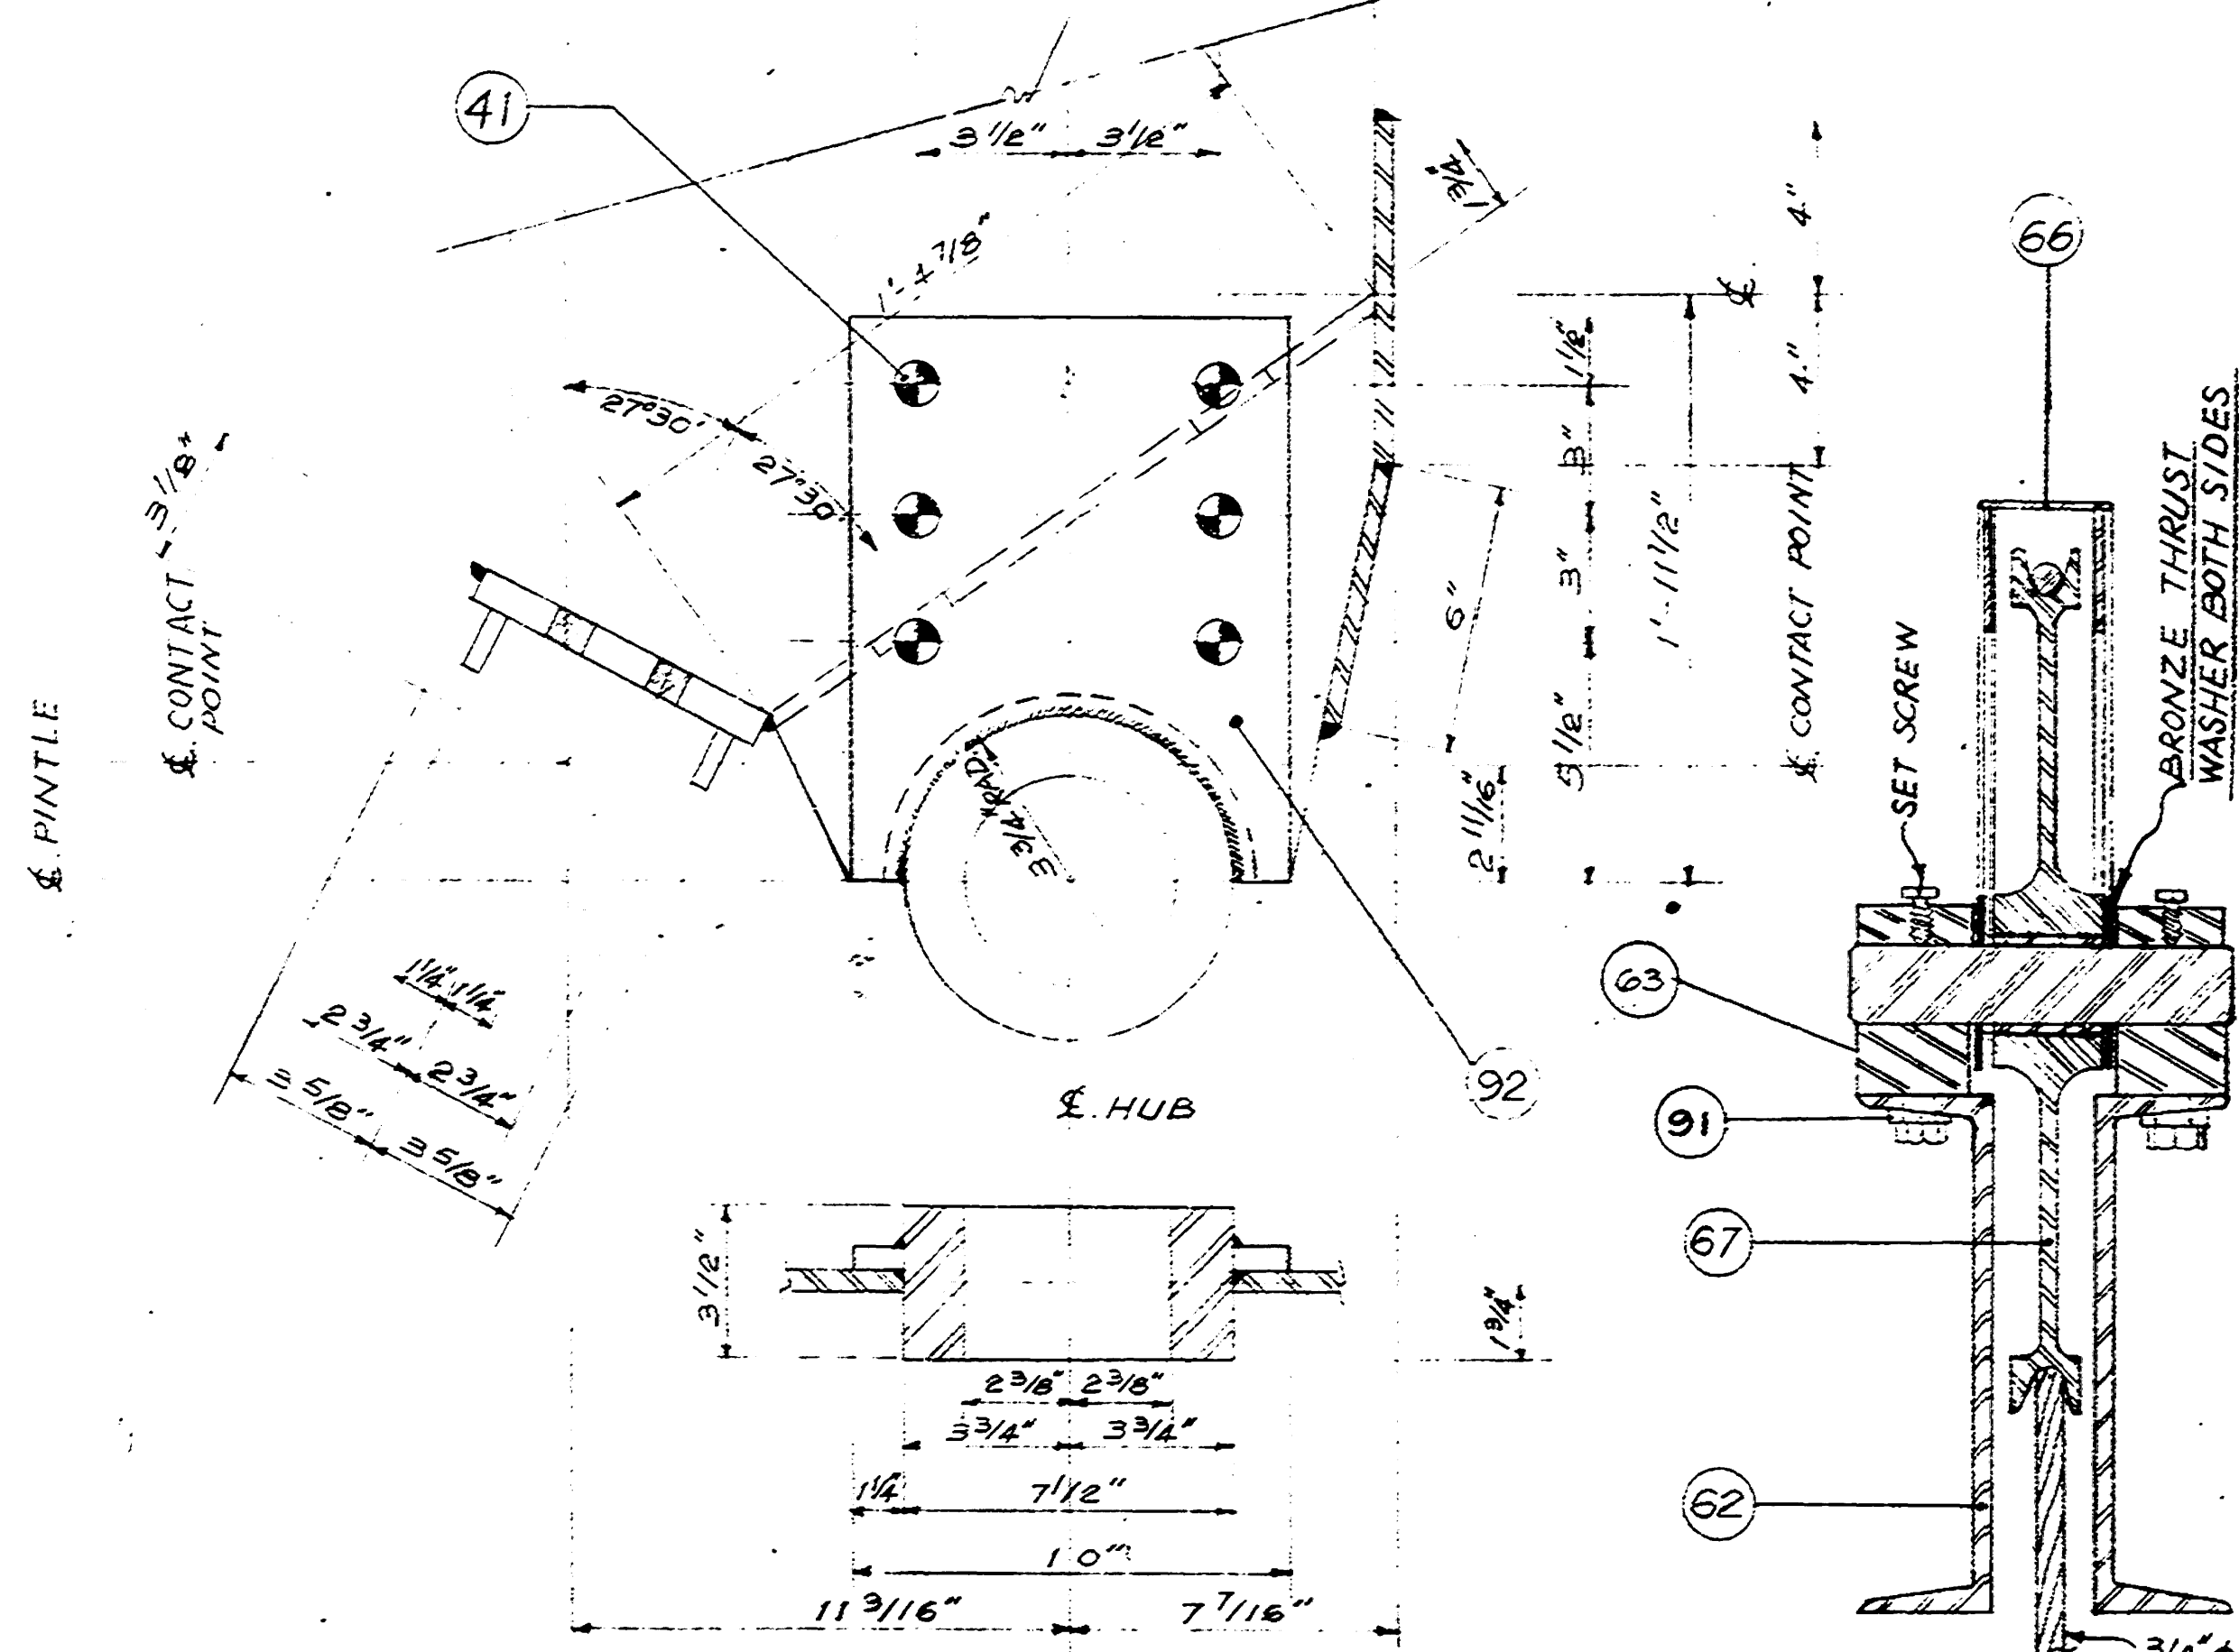 41
3 1/2" 3 1/2"
1 3/4"
4"
66
27°30'
27°30'
1 1/2"
4"
3"
3"
5 1/2"
1'-11 1/2"
6"
2 11/16"
℄ CONTACT POINT
3 1/8"
℄ CONTACT
POINT
℄ PINTLE
3 3/4" RAD.
SET SCREW
BRONZE THRUST
WASHER BOTH SIDES
63
92
91
℄ HUB
1 1/4" 1 1/4"
2 3/4" 2 3/4"
3 5/8" 3 5/8"
67
3 1/2"
1 3/4"
2 3/8" 2 3/8"
3 3/4" 3 3/4"
1 1/4" 7 1/2"
62
11 3/16" 7 7/16"